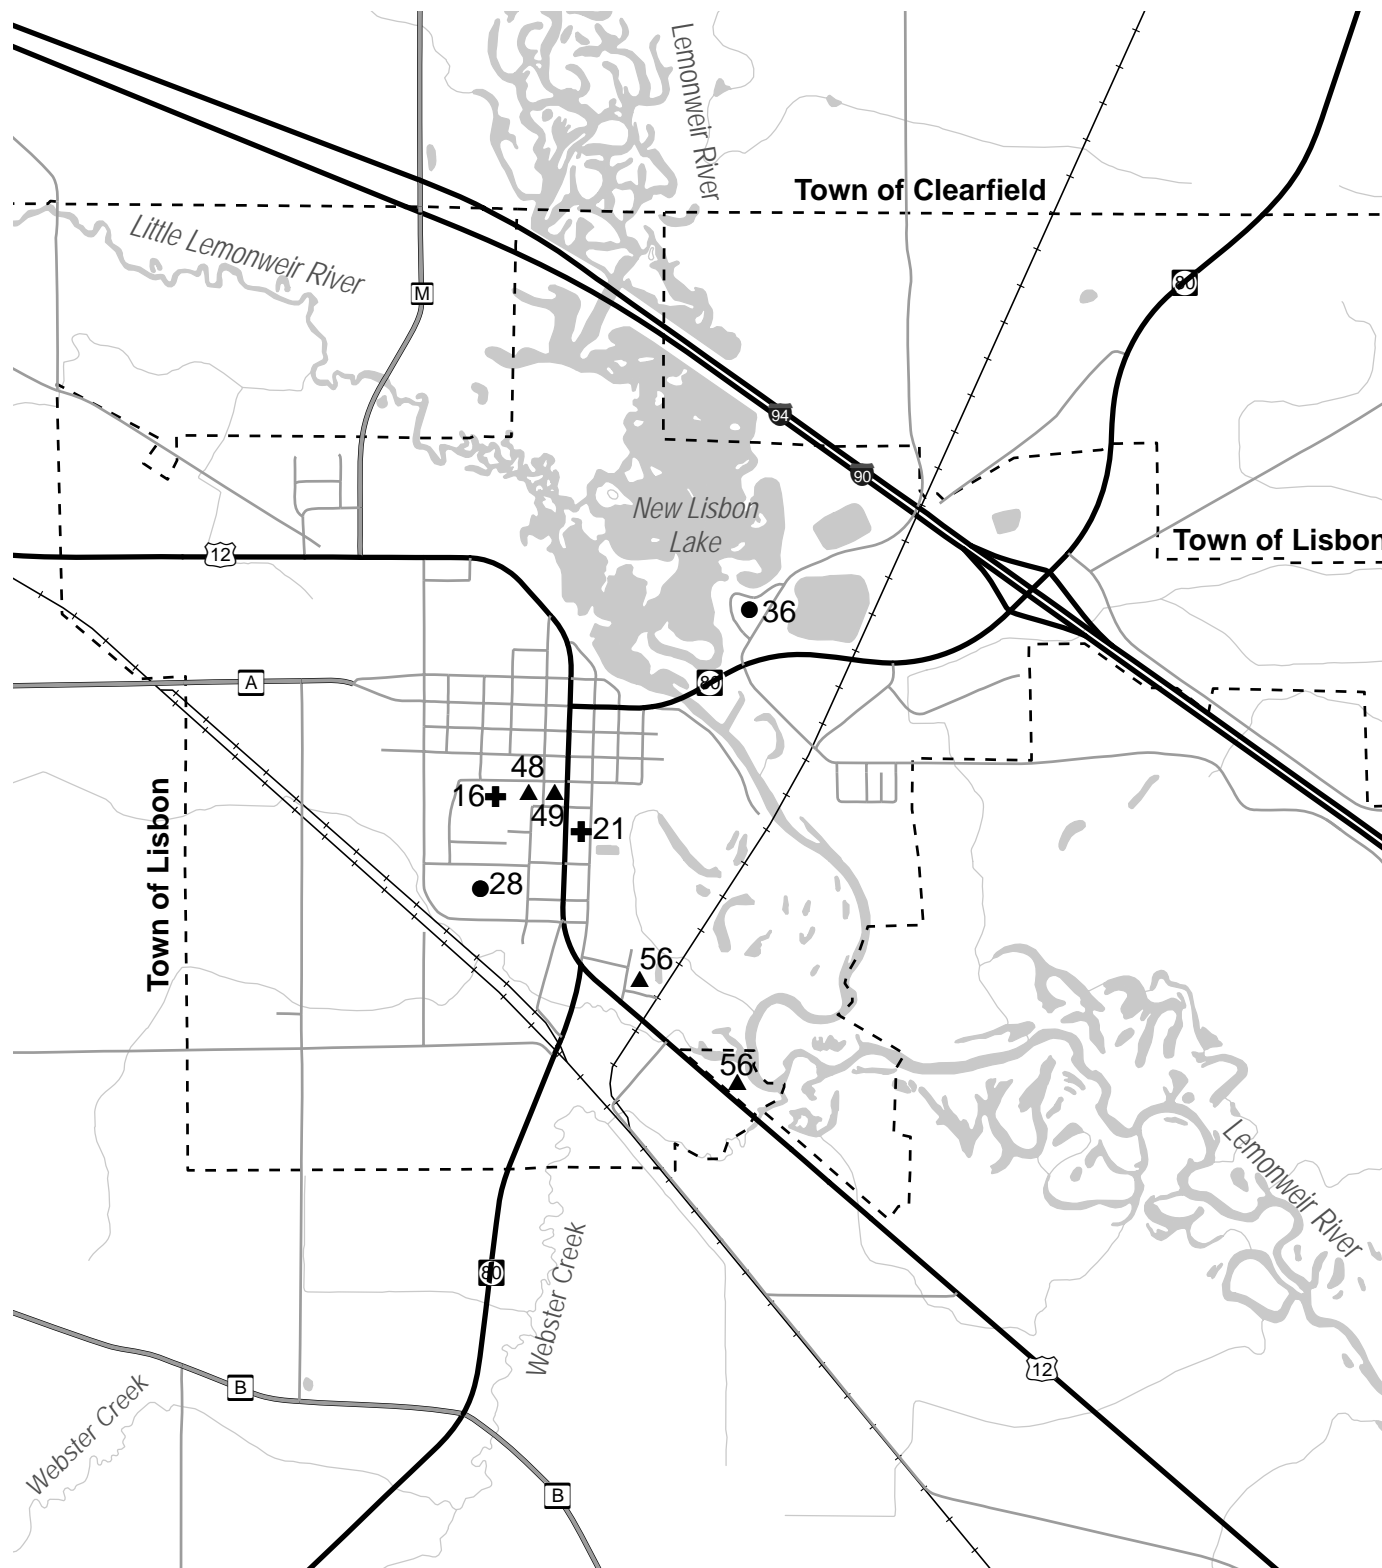 Lemonweir River
Town of Clearfield
Little Lemonweir River
80
M
94
90
New Lisbon
Lake
Town of Lisbon
12
36
A
80
48
16
49
21
Town of Lisbon
28
56
56
Lemonweir River
80
Webster Creek
12
B
Webster Creek
B